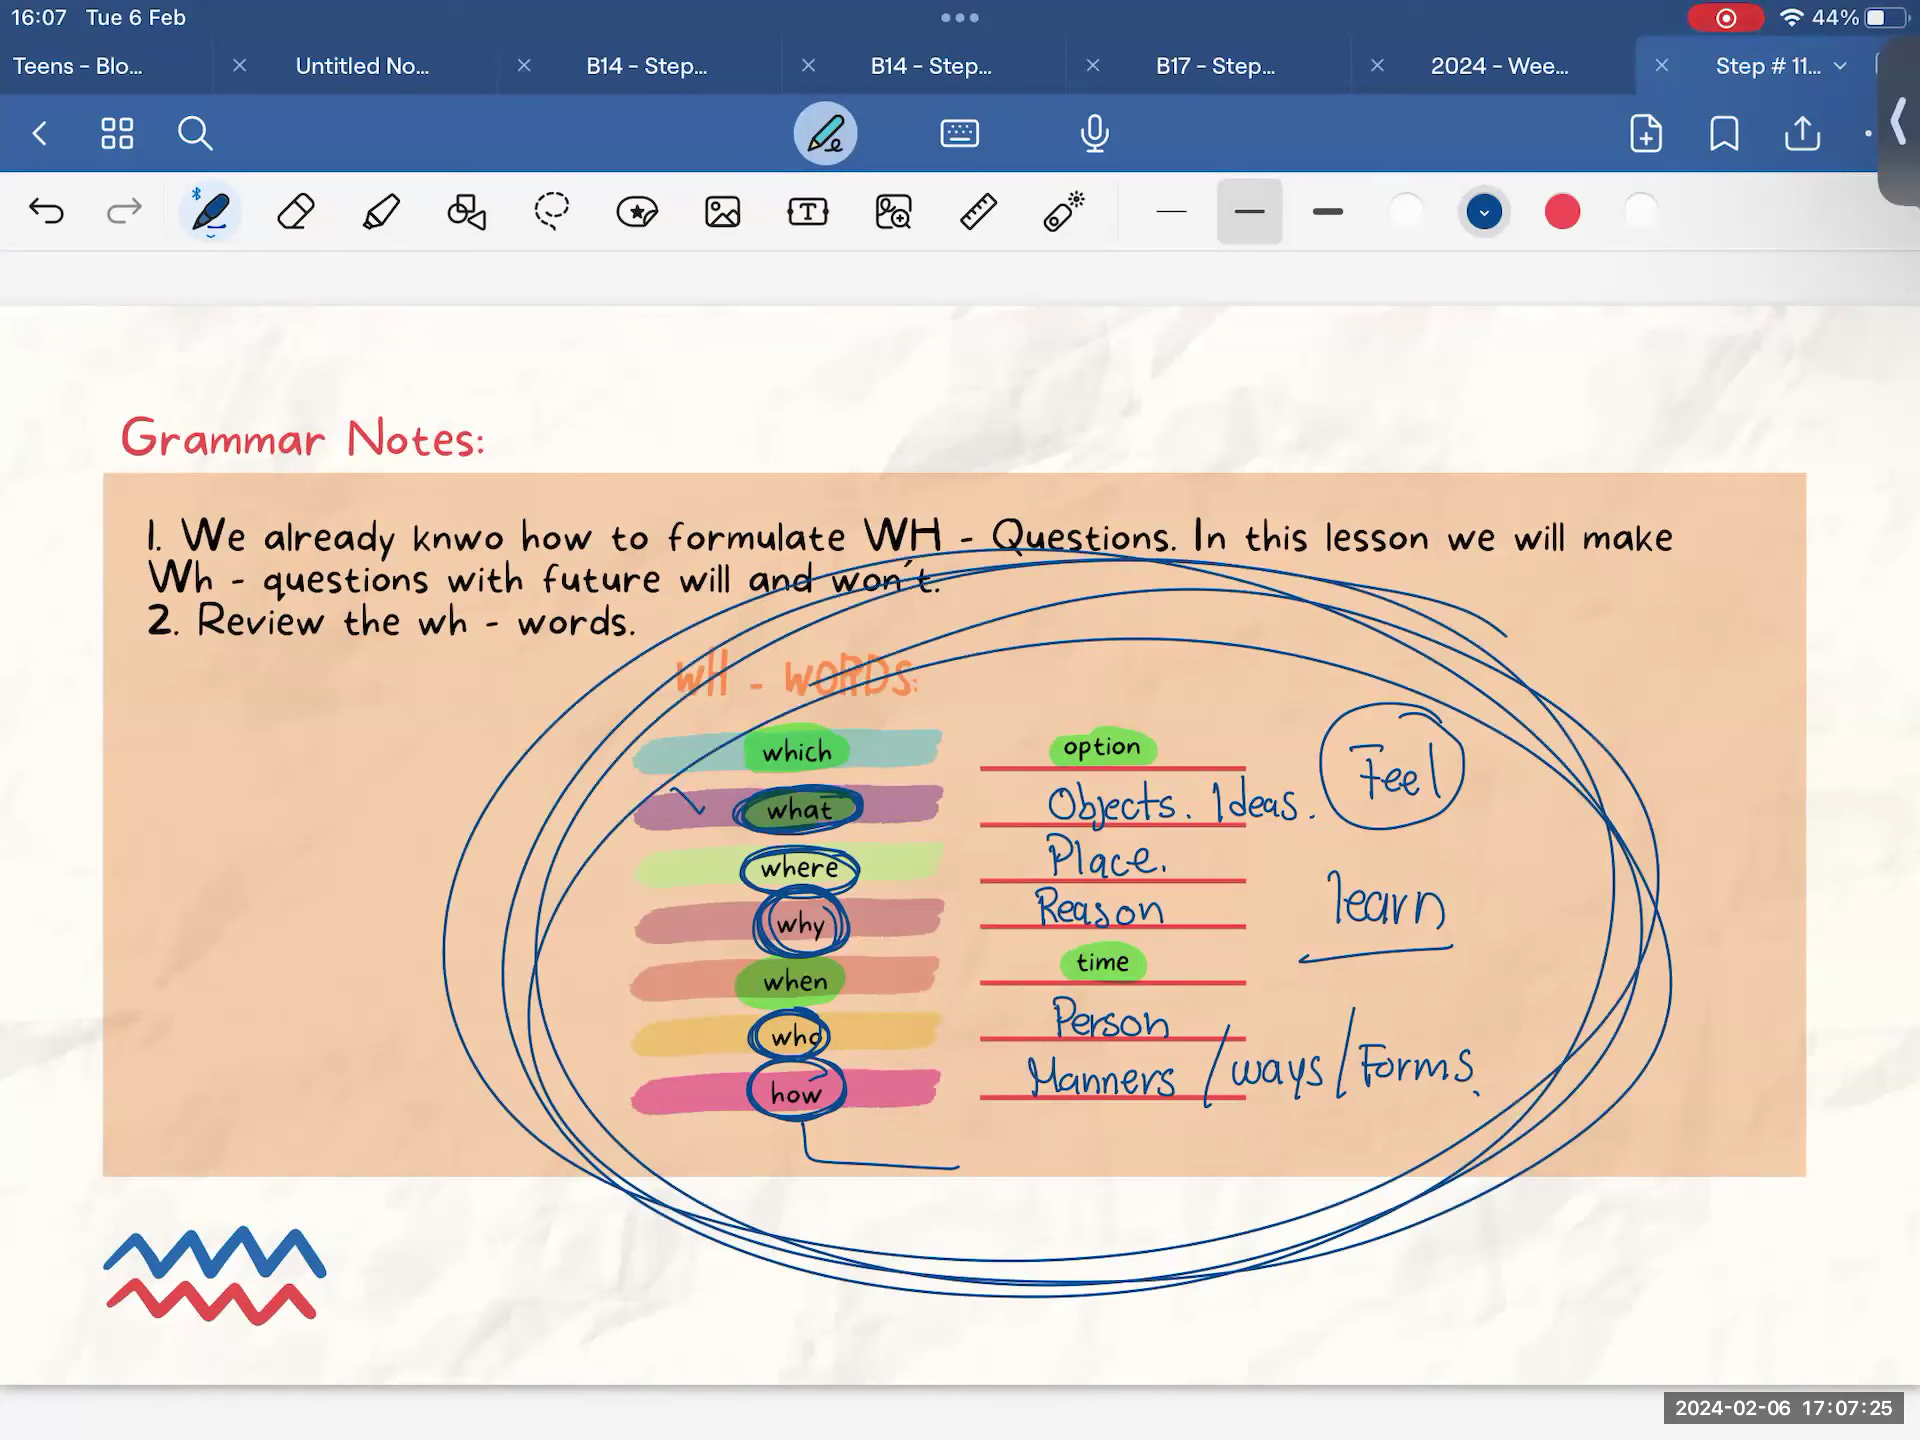 16:07 Tue 6 Feb 44%
Teens - Blo... Untitled No... B14 - Step... B14 - Step... B17 - Step... 2024 - Wee... Step # 11...
Grammar Notes:
1. We already knwo how to formulate WH - Questions. In this lesson we will make
Wh - questions with future will and won't.
2. Review the wh - words.
WH - WORDS:
which option Feel
what Objects. Ideas.
where Place.
why Reason learn
when time
who Person
how Manners / ways / Forms.
2024-02-06 17:07:25